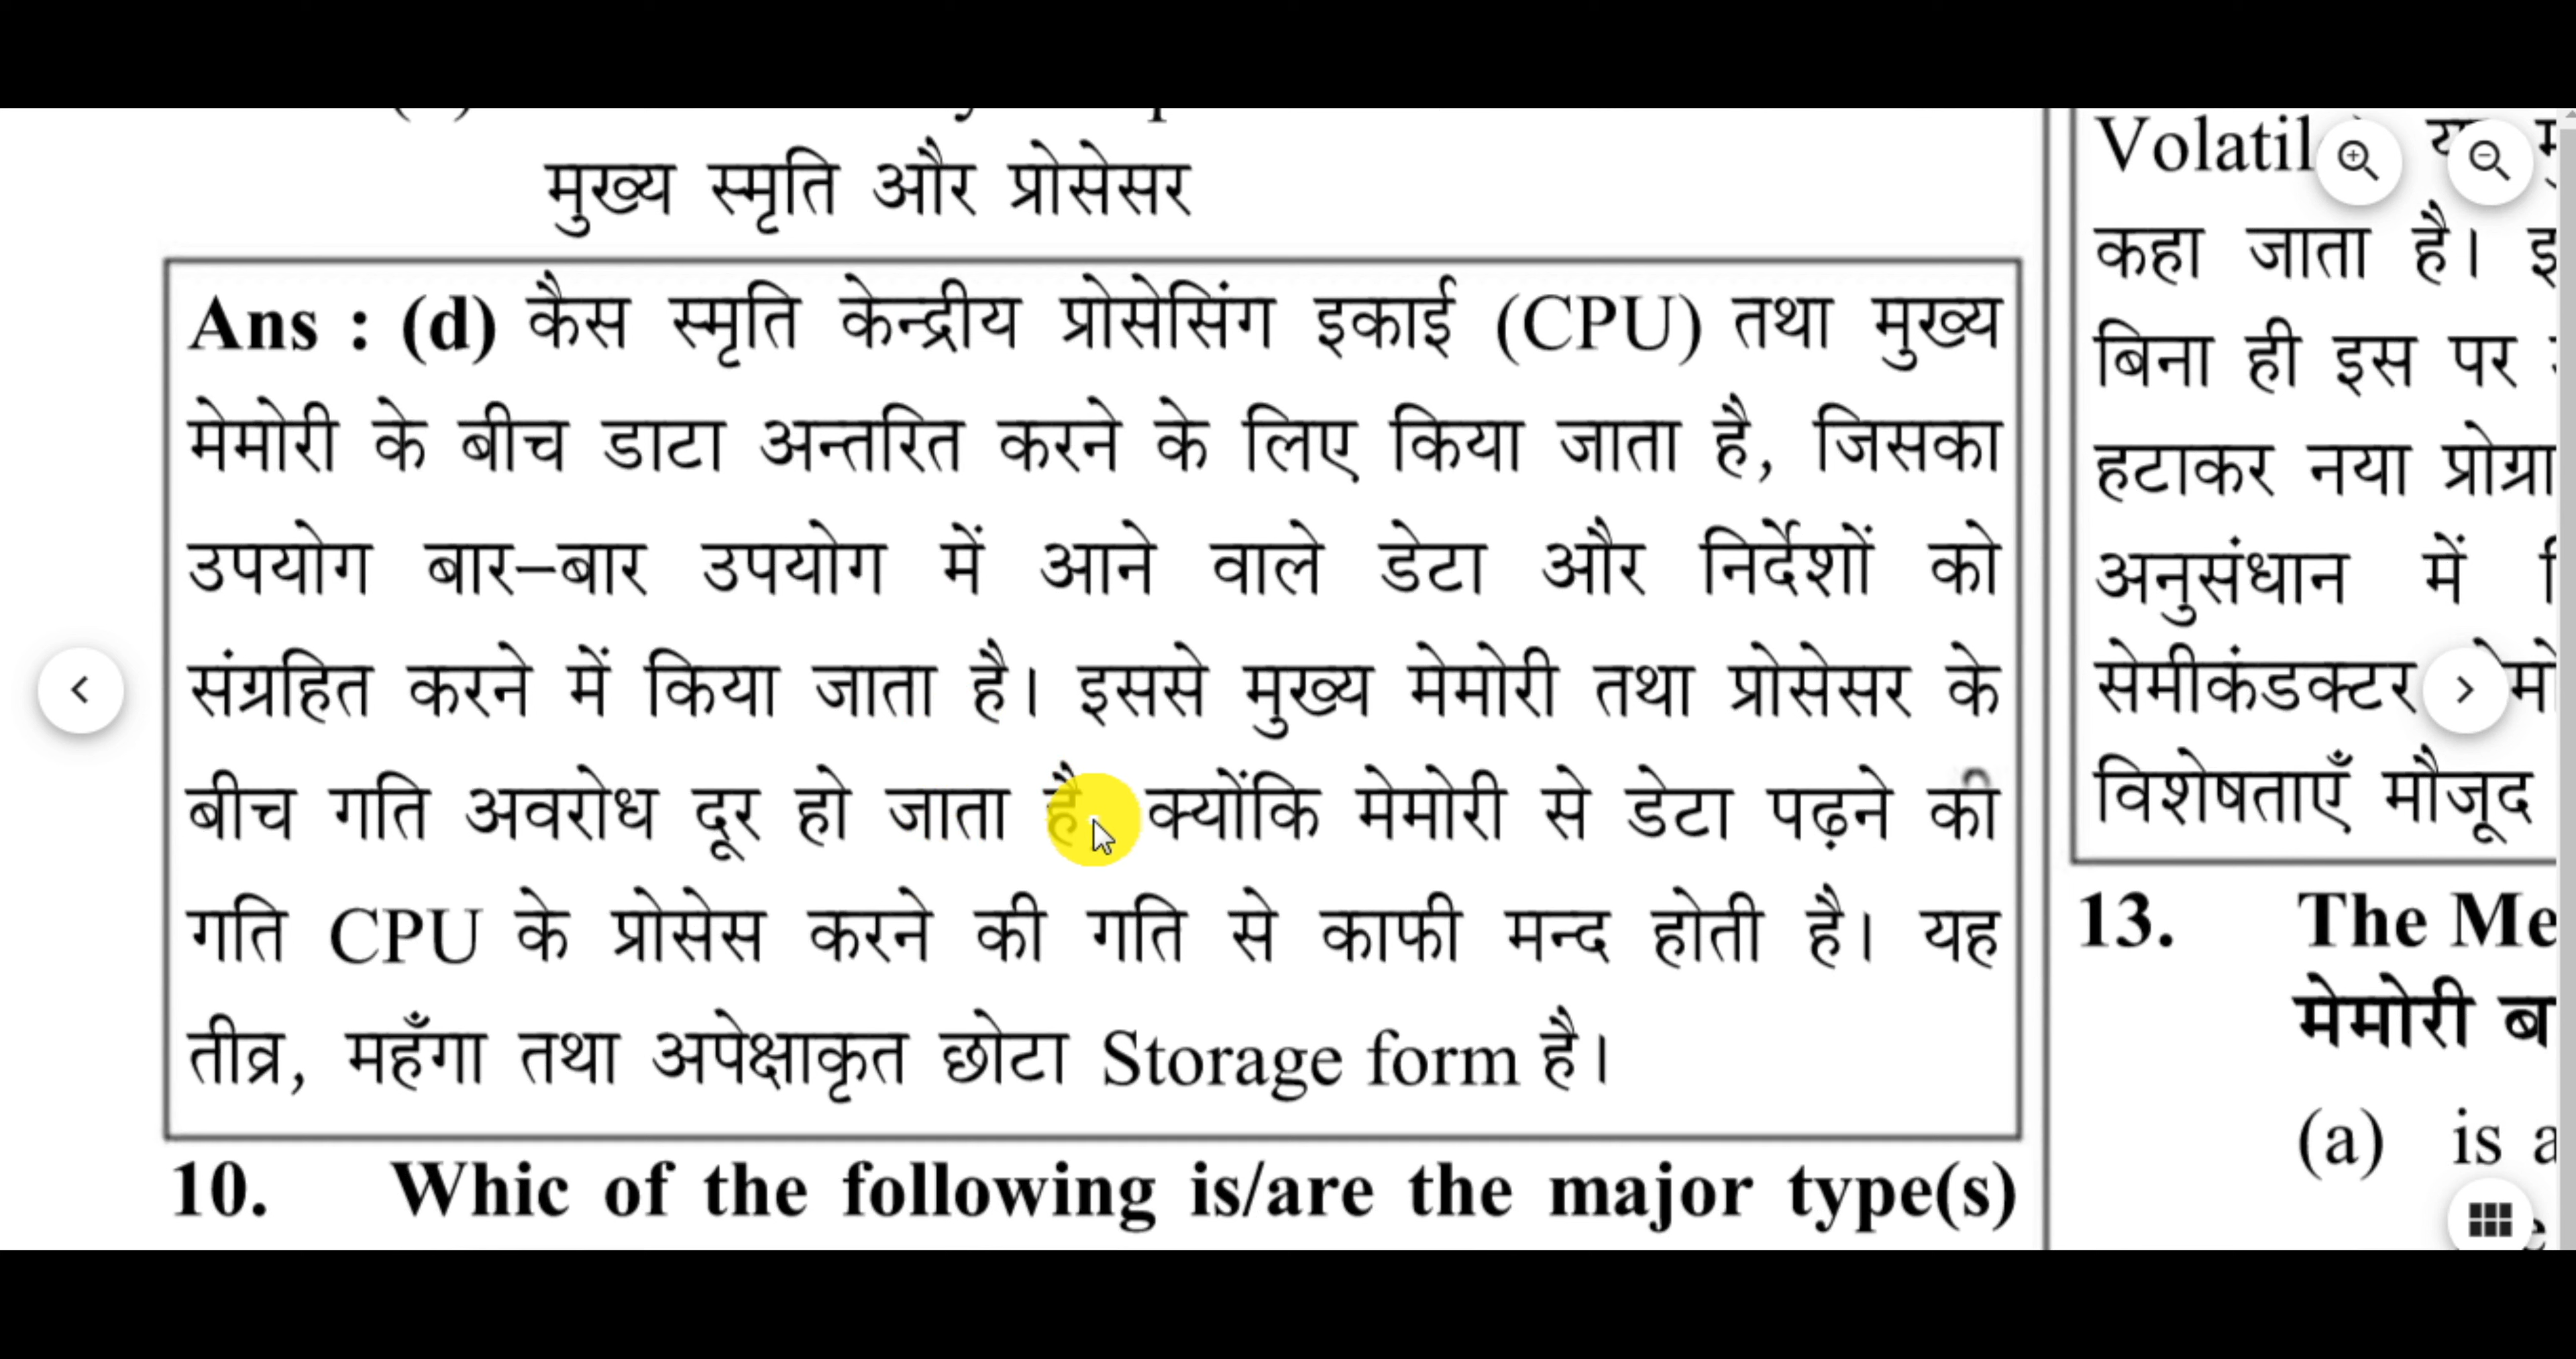 मुख्य स्मृति और प्रोसेसर
Ans : (d) कैस स्मृति केन्द्रीय प्रोसेसिंग इकाई (CPU) तथा मुख्य
मेमोरी के बीच डाटा अन्तरित करने के लिए किया जाता है, जिसका
उपयोग बार–बार उपयोग में आने वाले डेटा और निर्देशों को
संग्रहित करने में किया जाता है। इससे मुख्य मेमोरी तथा प्रोसेसर के
बीच गति अवरोध दूर हो जाता है क्योंकि मेमोरी से डेटा पढ़ने की
गति CPU के प्रोसेस करने की गति से काफी मन्द होती है। यह
तीव्र, महँगा तथा अपेक्षाकृत छोटा Storage form है।
10. Whic of the following is/are the major type(s)
कहा जाता है।
बिना ही इस पर
हटाकर नया
अनुसंधान में
सेमीकंडक्टर
विशेषताएँ मौजूद
13. The
मेमोरी
(a) is